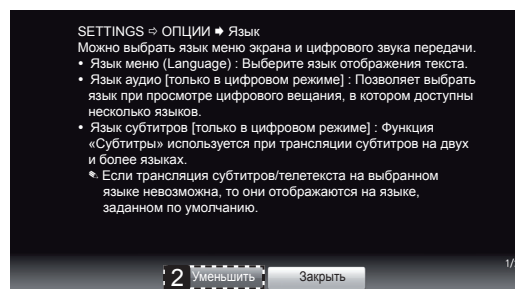 SETTINGS ⇨ ОПЦИИ ➡ Язык
Можно выбрать язык меню экрана и цифрового звука передачи.
• Язык меню (Language) : Выберите язык отображения текста.
• Язык аудио [только в цифровом режиме] : Позволяет выбрать
язык при просмотре цифрового вещания, в котором доступны
несколько языков.
• Язык субтитров [только в цифровом режиме] : Функция
«Субтитры» используется при трансляции субтитров на двух
и более языках.
✎ Если трансляция субтитров/телетекста на выбранном
языке невозможна, то они отображаются на языке,
заданном по умолчанию.
1/
2 Уменьшить Закрыть